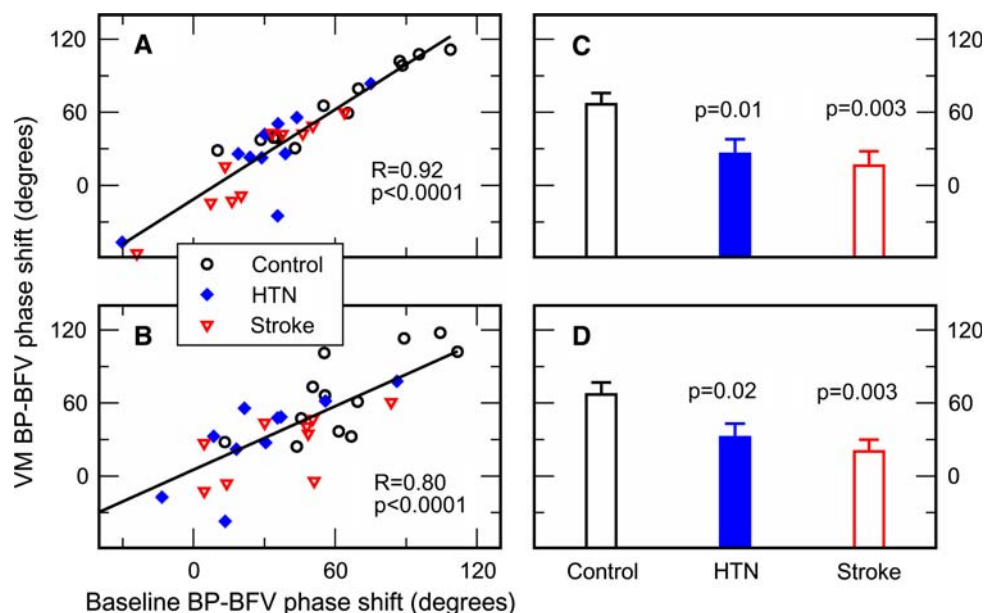 A
120
60
0
R=0.92
p<0.0001
Control
HTN
Stroke
B
120
60
0
R=0.80
p<0.0001
0
60
120
VM BP-BFV phase shift (degrees)
Baseline BP-BFV phase shift (degrees)
C
p=0.01
p=0.003
120
60
0
D
p=0.02
p=0.003
120
60
0
Control
HTN
Stroke